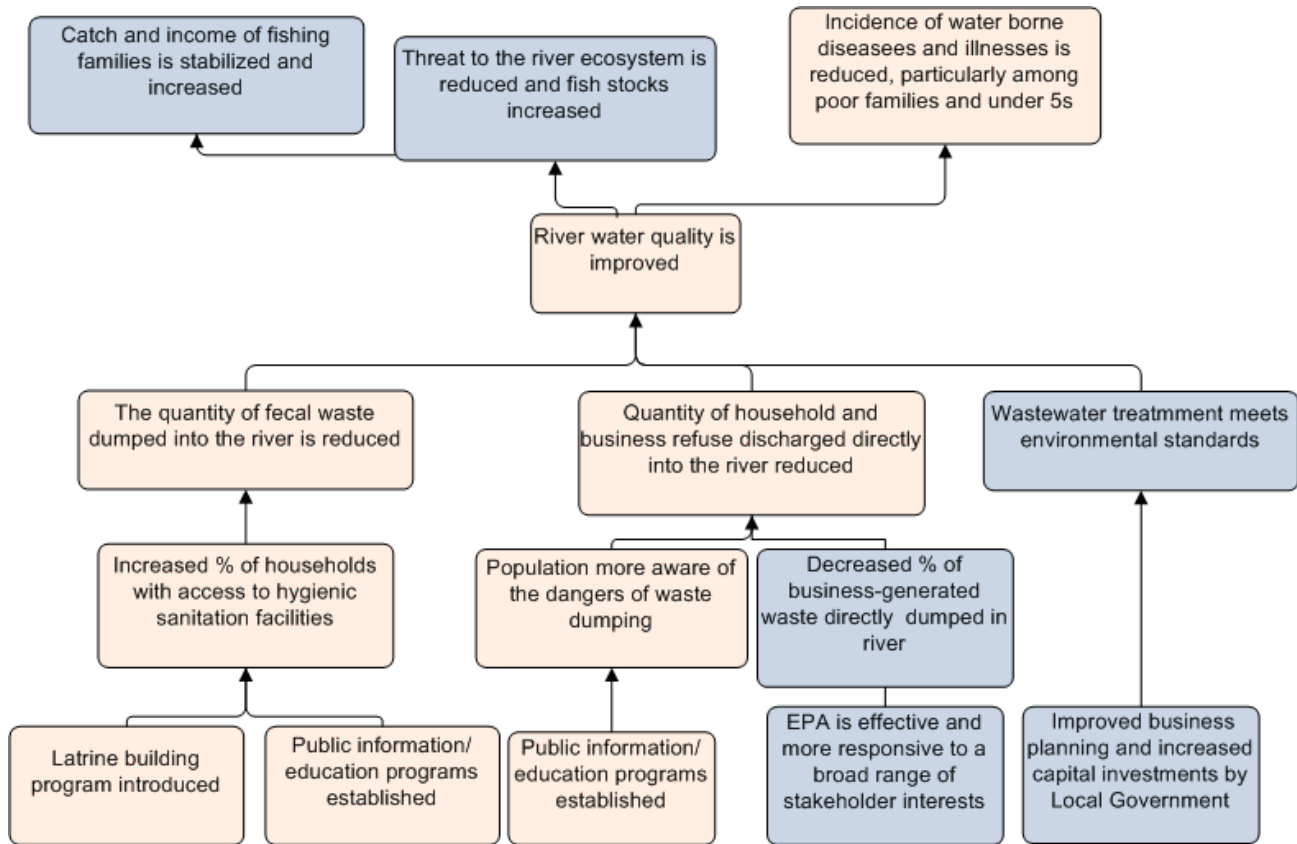 Catch and income of fishing
families is stabilized and
increased
Threat to the river ecosystem is
reduced and fish stocks
increased
Incidence of water borne
diseasees and illnesses is
reduced, particularly among
poor families and under 5s
River water quality is
improved
The quantity of fecal waste
dumped into the river is reduced
Quantity of household and
business refuse discharged directly
into the river reduced
Wastewater treatmment meets
environmental standards
Increased % of households
with access to hygienic
sanitation facilities
Population more aware of
the dangers of waste
dumping
Decreased % of
business-generated
waste directly dumped in
river
Latrine building
program introduced
Public information/
education programs
established
Public information/
education programs
established
EPA is effective and
more responsive to a
broad range of
stakeholder interests
Improved business
planning and increased
capital investments by
Local Government